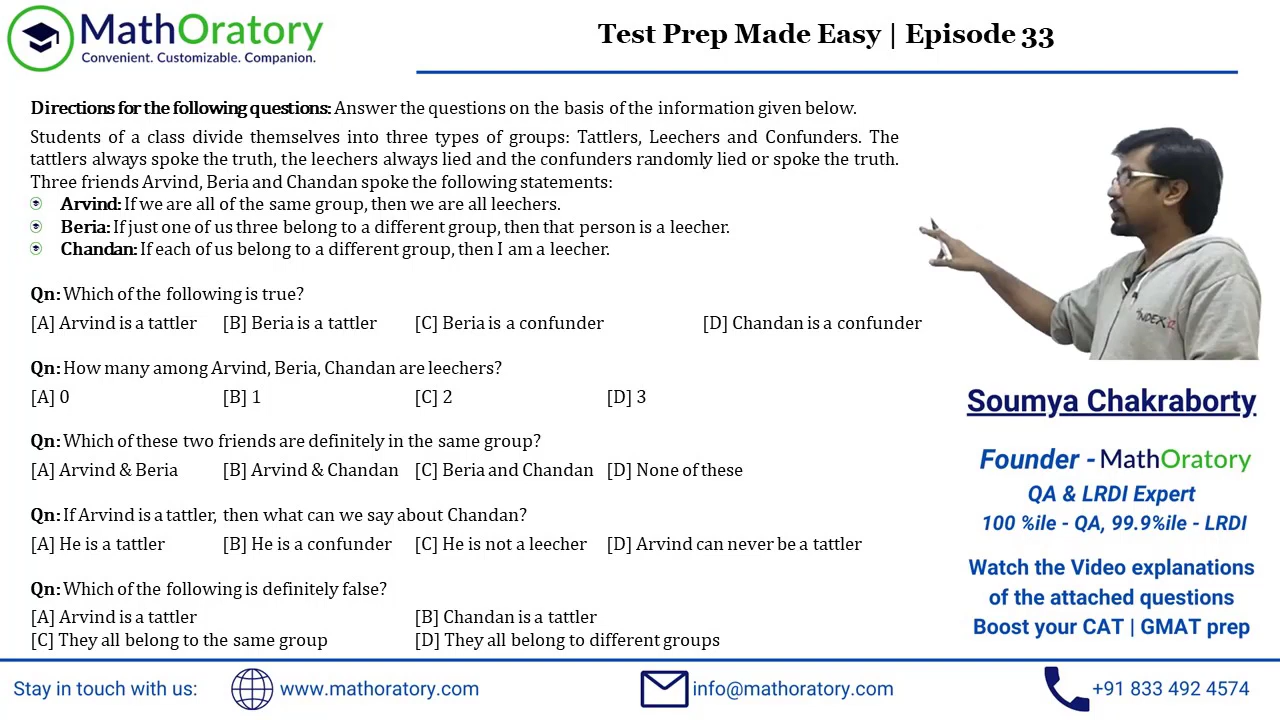 MathOratory
Convenient. Customizable. Companion.
Test Prep Made Easy | Episode 33
Directions for the following questions: Answer the questions on the basis of the information given below.
Students of a class divide themselves into three types of groups: Tattlers, Leechers and Confunders. The
tattlers always spoke the truth, the leechers always lied and the confunders randomly lied or spoke the truth.
Three friends Arvind, Beria and Chandan spoke the following statements:
Arvind: If we are all of the same group, then we are all leechers.
Beria: If just one of us three belong to a different group, then that person is a leecher.
Chandan: If each of us belong to a different group, then I am a leecher.
Qn: Which of the following is true?
[A] Arvind is a tattler [B] Beria is a tattler [C] Beria is a confunder [D] Chandan is a confunder
Qn: How many among Arvind, Beria, Chandan are leechers?
[A] 0 [B] 1 [C] 2 [D] 3
Qn: Which of these two friends are definitely in the same group?
[A] Arvind & Beria [B] Arvind & Chandan [C] Beria and Chandan [D] None of these
Qn: If Arvind is a tattler, then what can we say about Chandan?
[A] He is a tattler [B] He is a confunder [C] He is not a leecher [D] Arvind can never be a tattler
Qn: Which of the following is definitely false?
[A] Arvind is a tattler [B] Chandan is a tattler
[C] They all belong to the same group [D] They all belong to different groups
Soumya Chakraborty
Founder - MathOratory
QA & LRDI Expert
100 %ile - QA, 99.9%ile - LRDI
Watch the Video explanations
of the attached questions
Boost your CAT | GMAT prep
Stay in touch with us: www.mathoratory.com info@mathoratory.com +91 833 492 4574